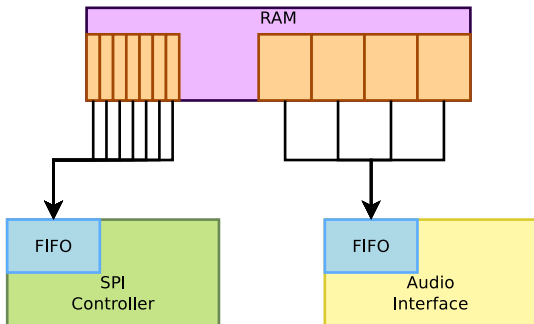 RAM
FIFO
SPI
Controller
FIFO
Audio
Interface